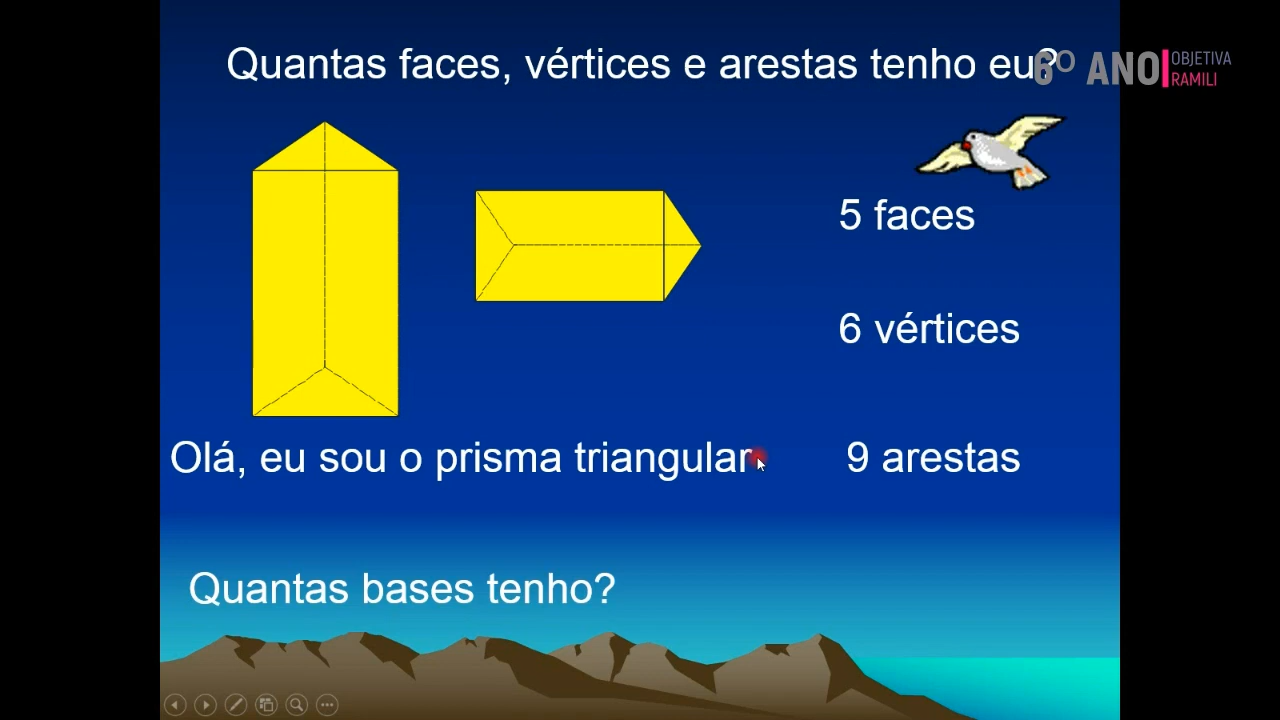 Quantas faces, vértices e arestas tenho eu?
6º ANO
OBJETIVA
RAMILI
5 faces
6 vértices
Olá, eu sou o prisma triangular
9 arestas
Quantas bases tenho?